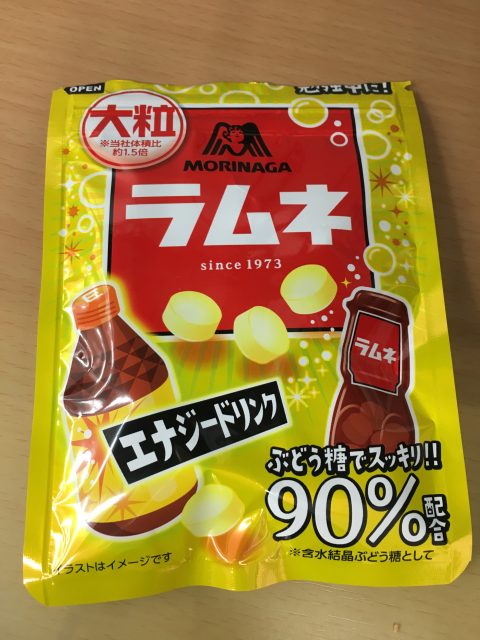 OPEN
大粒
※当社体積比
約1.5倍
MORINAGA
ラムネ
since 1973
ラムネ
エナジードリンク
ぶどう糖でスッキリ!!
90%配合
※含水結晶ぶどう糖として
イラストはイメージです